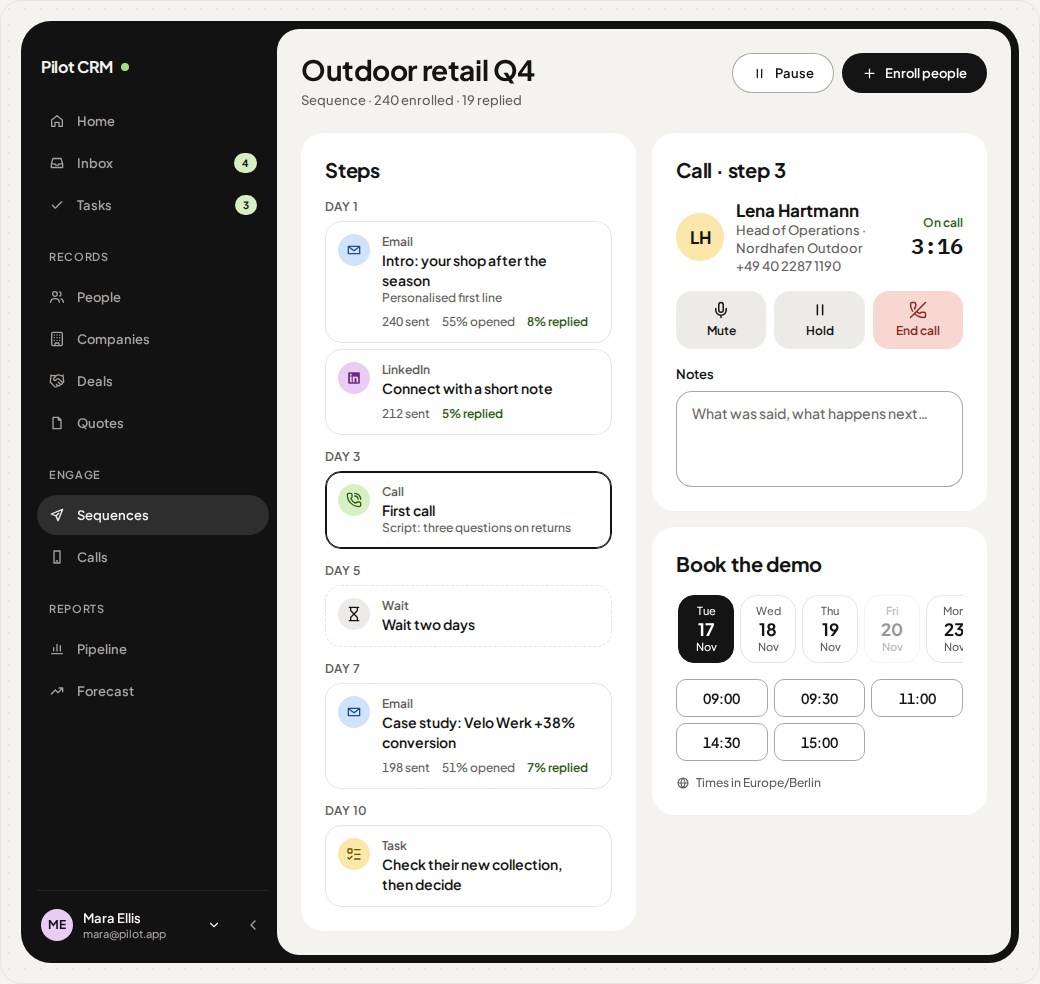 Pilot CRM
Home
Inbox 4
Tasks 3
RECORDS
People
Companies
Deals
Quotes
ENGAGE
Sequences
Calls
REPORTS
Pipeline
Forecast
ME
Mara Ellis
mara@pilot.app
Outdoor retail Q4
Sequence · 240 enrolled · 19 replied
Pause
Enroll people
Steps
DAY 1
Email
Intro: your shop after the
season
Personalised first line
240 sent 55% opened 8% replied
LinkedIn
Connect with a short note
212 sent 5% replied
DAY 3
Call
First call
Script: three questions on returns
DAY 5
Wait
Wait two days
DAY 7
Email
Case study: Velo Werk +38%
conversion
198 sent 51% opened 7% replied
DAY 10
Task
Check their new collection,
then decide
Call · step 3
LH
Lena Hartmann
Head of Operations ·
Nordhafen Outdoor
+49 40 2287 1190
On call
3:16
Mute
Hold
End call
Notes
What was said, what happens next…
Book the demo
Tue Wed Thu Fri Mon
17 18 19 20 23
Nov Nov Nov Nov Nov
09:00 09:30 11:00
14:30 15:00
Times in Europe/Berlin